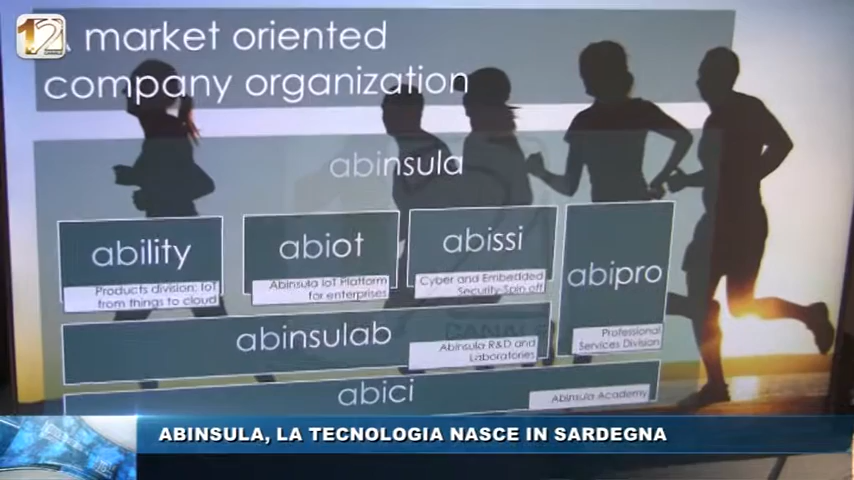 12
A market oriented
company organization
abinsula
ability
Products division: IoT
from things to cloud
abiot
Abinsula IoT Platform
for enterprises
abissi
Cyber and Embedded
Security-Spin off
abipro
Professional
Services Division
abinsulab
Abinsula R&D and
Laboratories
CANALE
abici
Abinsula Academy
ABINSULA, LA TECNOLOGIA NASCE IN SARDEGNA